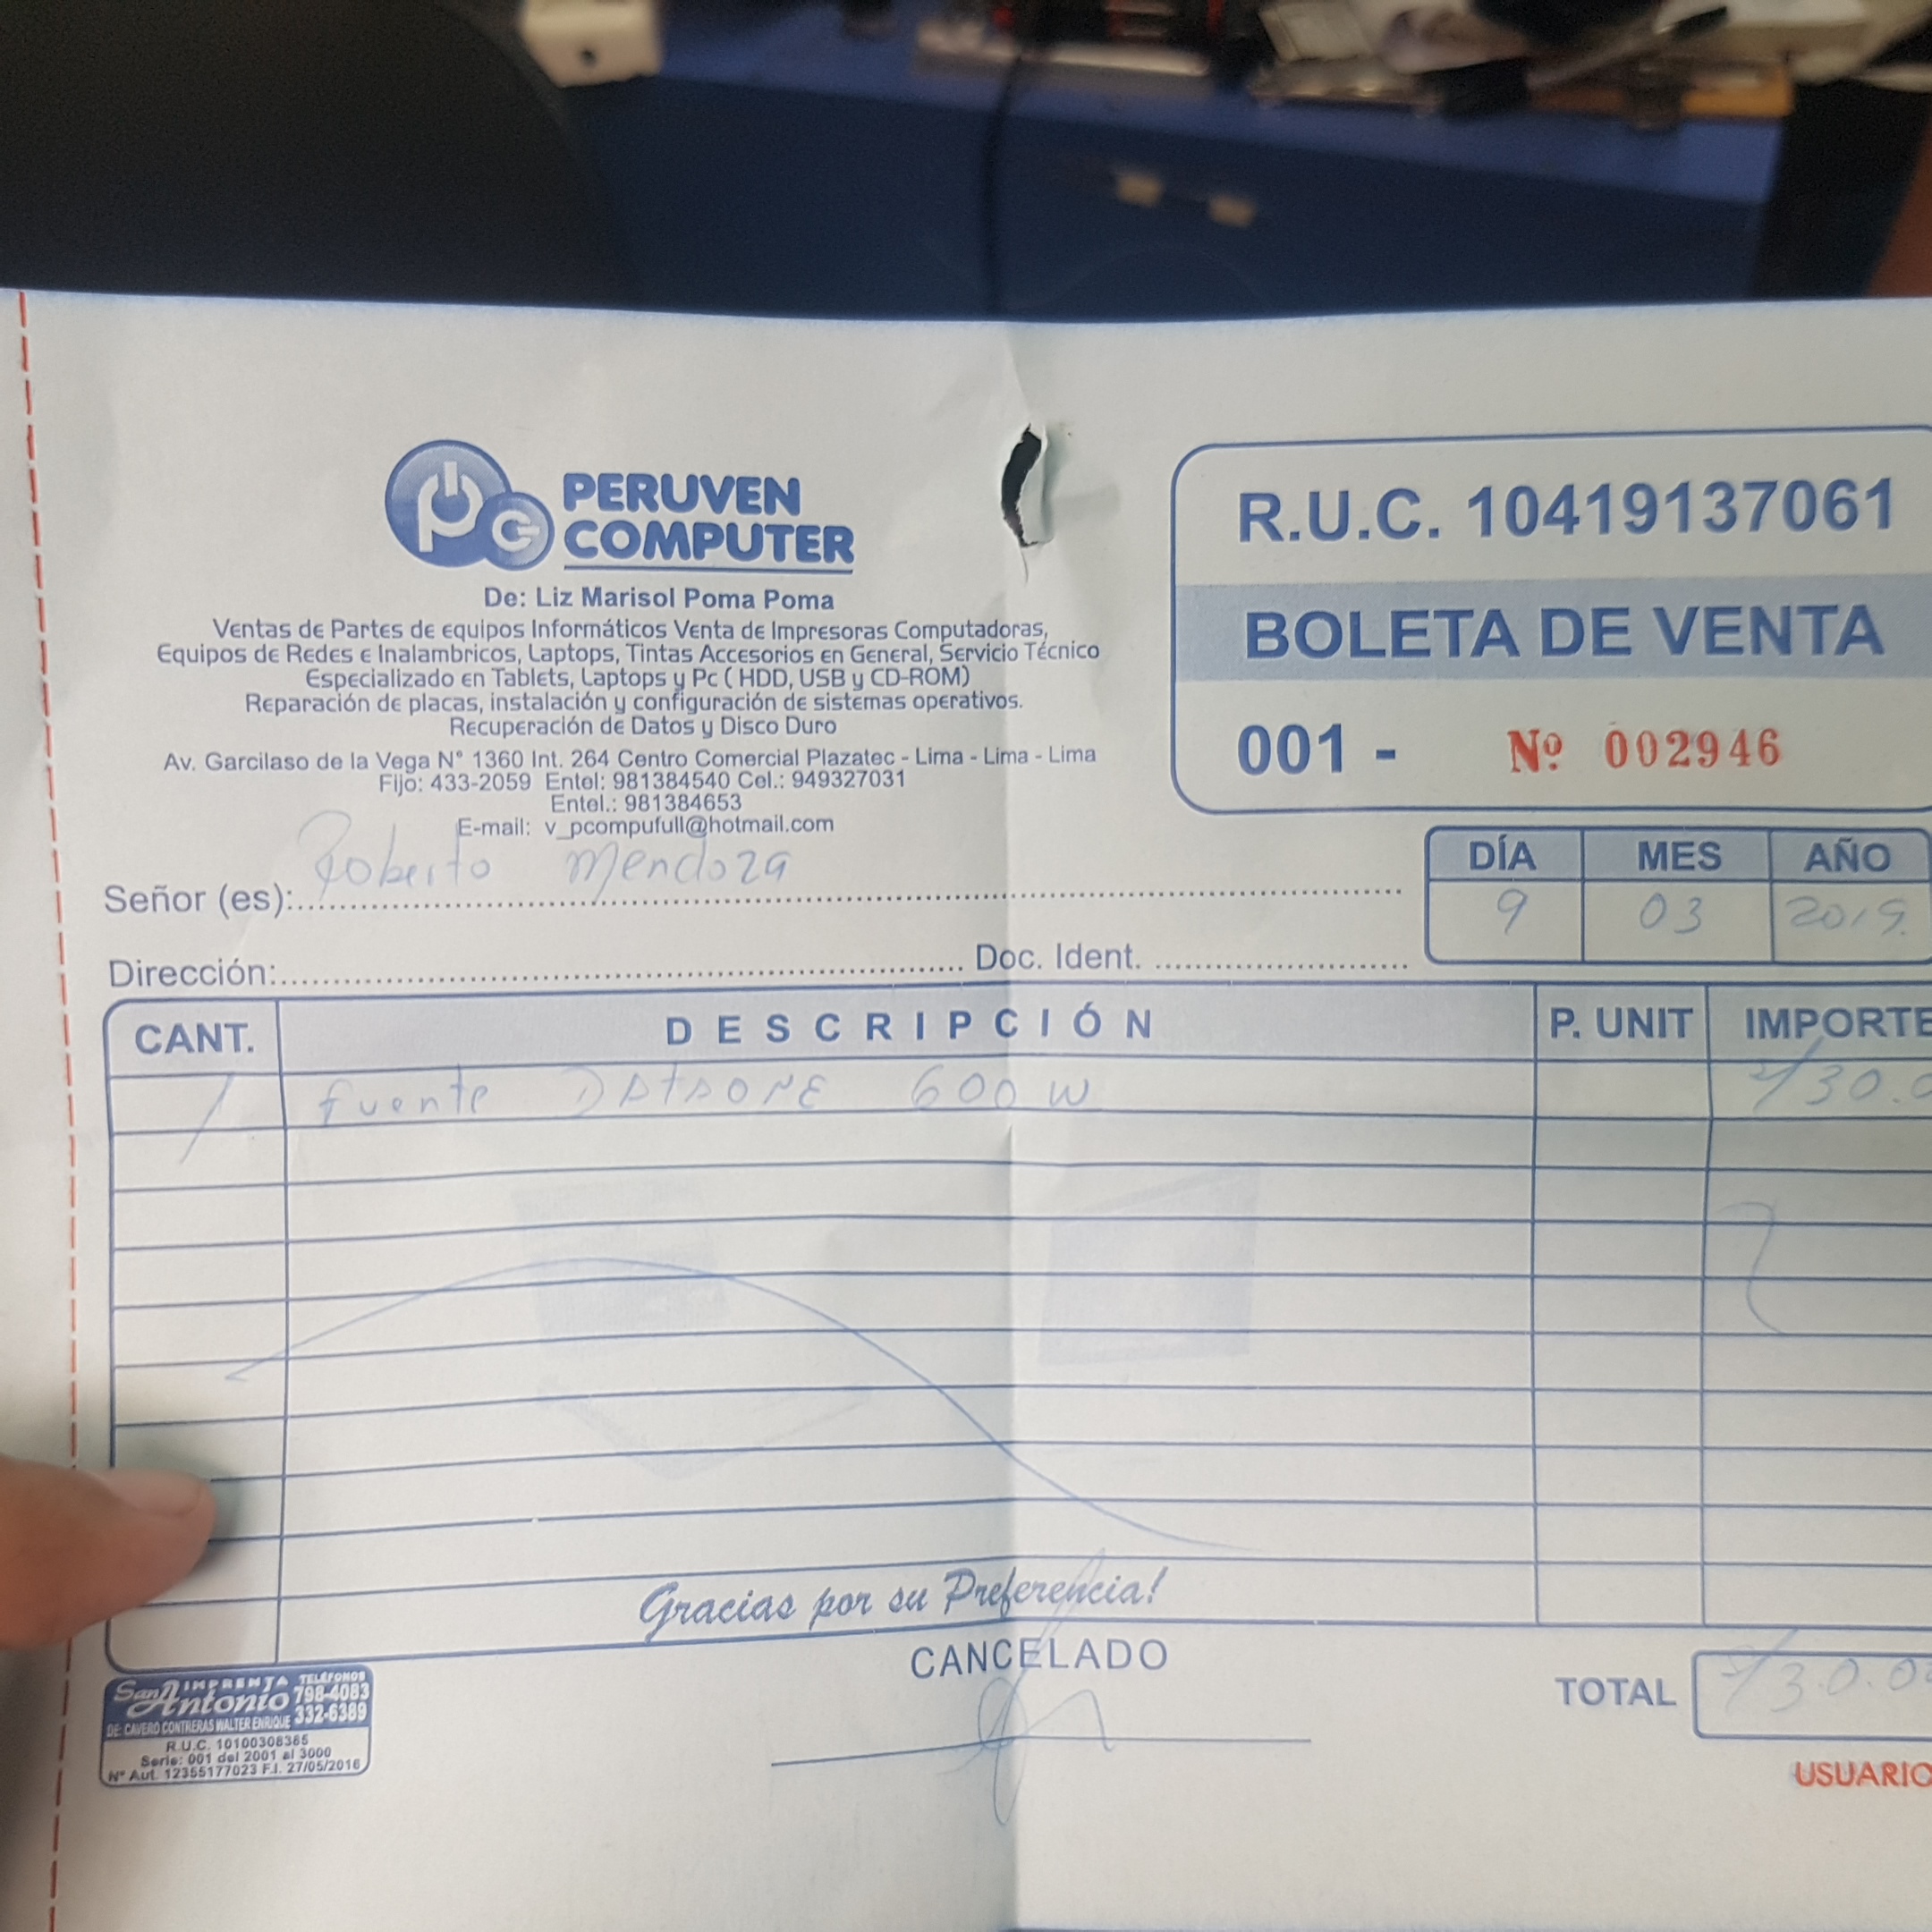 PERUVEN
COMPUTER
De: Liz Marisol Poma Poma
Ventas de Partes de equipos Informáticos Venta de Impresoras Computadoras,
Equipos de Redes e Inalambricos, Laptops, Tintas Accesorios en General, Servicio Técnico
Especializado en Tablets, Laptops y Pc ( HDD, USB y CD-ROM)
Reparación de placas, instalación y configuración de sistemas operativos.
Recuperación de Datos y Disco Duro
Av. Garcilaso de la Vega N° 1360 Int. 264 Centro Comercial Plazatec - Lima - Lima - Lima
Fijo: 433-2059 Entel: 981384540 Cel.: 949327031
Entel.: 981384653
E-mail: v_pcompufull@hotmail.com
R.U.C. 10419137061
BOLETA DE VENTA
001 - Nº 002946
Señor (es): Roberto Mendoza
DÍA MES AÑO
9 03 2019.
Dirección: Doc. Ident.
CANT. DESCRIPCIÓN P. UNIT IMPORTE
1 fuente DATAONE 600 W
Gracias por su Preferencia!
CANCELADO
TOTAL
USUARIO
IMPRENTA TELÉFONOS
San Antonio 798-4083
332-6389
DE: CAVERO CONTRERAS WALTER ENRIQUE
R.U.C. 10100308365
Serie: 001 del 2001 al 3000
N° Aut. 12355177023 F.I. 27/05/2016